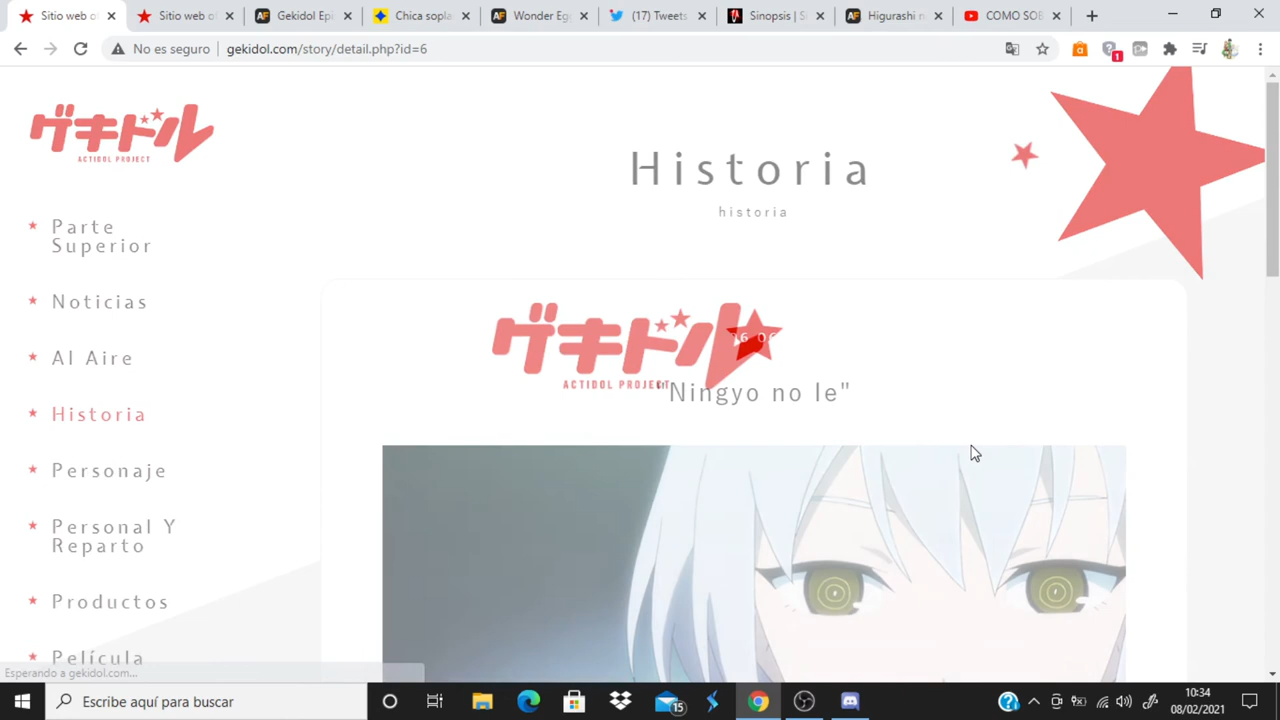 Sitio web o
Sitio web o
Gekidol Epi
Chica sopla
Wonder Eg
(17) Tweets
Sinopsis | S
Higurashi n
COMO SOB
No es seguro
gekidol.com/story/detail.php?id=6
1
ゲキドル
ACTIDOL PROJECT
Parte
Superior
Noticias
Al Aire
Historia
Personaje
Personal Y
Reparto
Productos
Película
Historia
historia
ゲキドル
ACTIDOL PROJECT
"Ningyo no Ie"
Esperando a gekidol.com...
Escribe aquí para buscar
15
10:34
08/02/2021